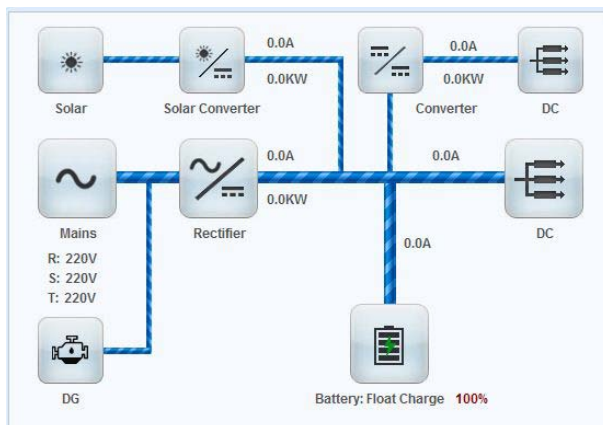 0.0A
0.0A
0.0KW
0.0KW
Solar
Solar Converter
Converter
DC
0.0A
0.0A
0.0KW
Mains
Rectifier
DC
R: 220V
S: 220V
T: 220V
0.0A
DG
Battery: Float Charge 100%